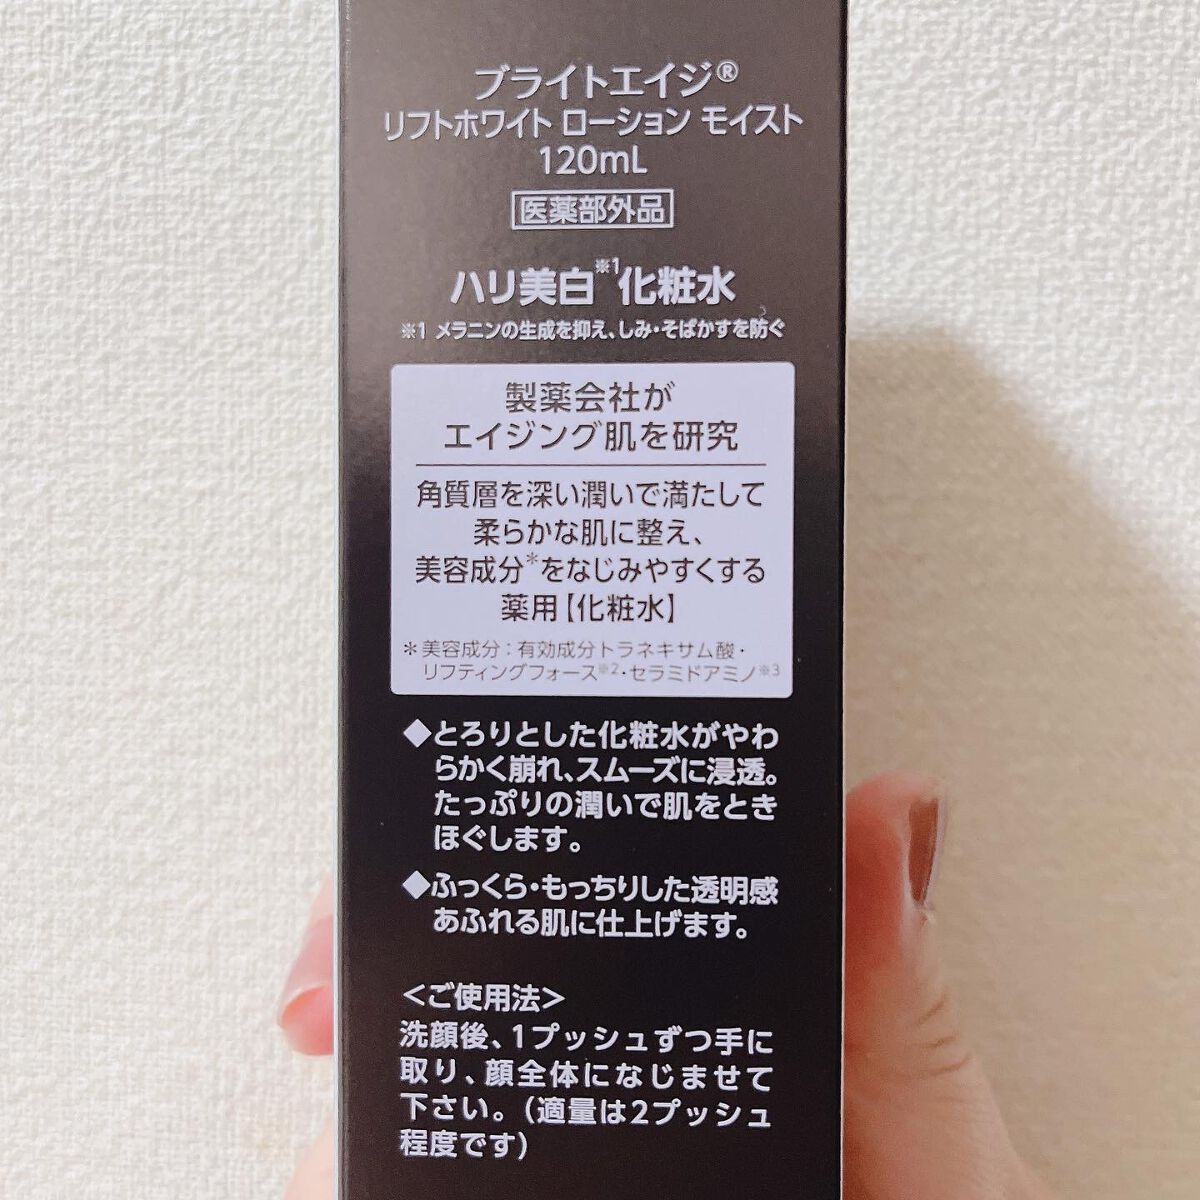 ブライトエイジ®
リフトホワイト ローション モイスト
120mL
医薬部外品
ハリ美白※1化粧水
※1 メラニンの生成を抑え、しみ・そばかすを防ぐ
製薬会社が
エイジング肌を研究
角質層を深い潤いで満たして
柔らかな肌に整え、
美容成分*をなじみやすくする
薬用【化粧水】
*美容成分：有効成分トラネキサム酸・
リフティングフォース※2・セラミドアミノ※3
◆とろりとした化粧水がやわ
らかく崩れ、スムーズに浸透。
たっぷりの潤いで肌をとき
ほぐします。
◆ふっくら・もっちりした透明感
あふれる肌に仕上げます。
＜ご使用法＞
洗顔後、1プッシュずつ手に
取り、顔全体になじませて
下さい。（適量は2プッシュ
程度です）